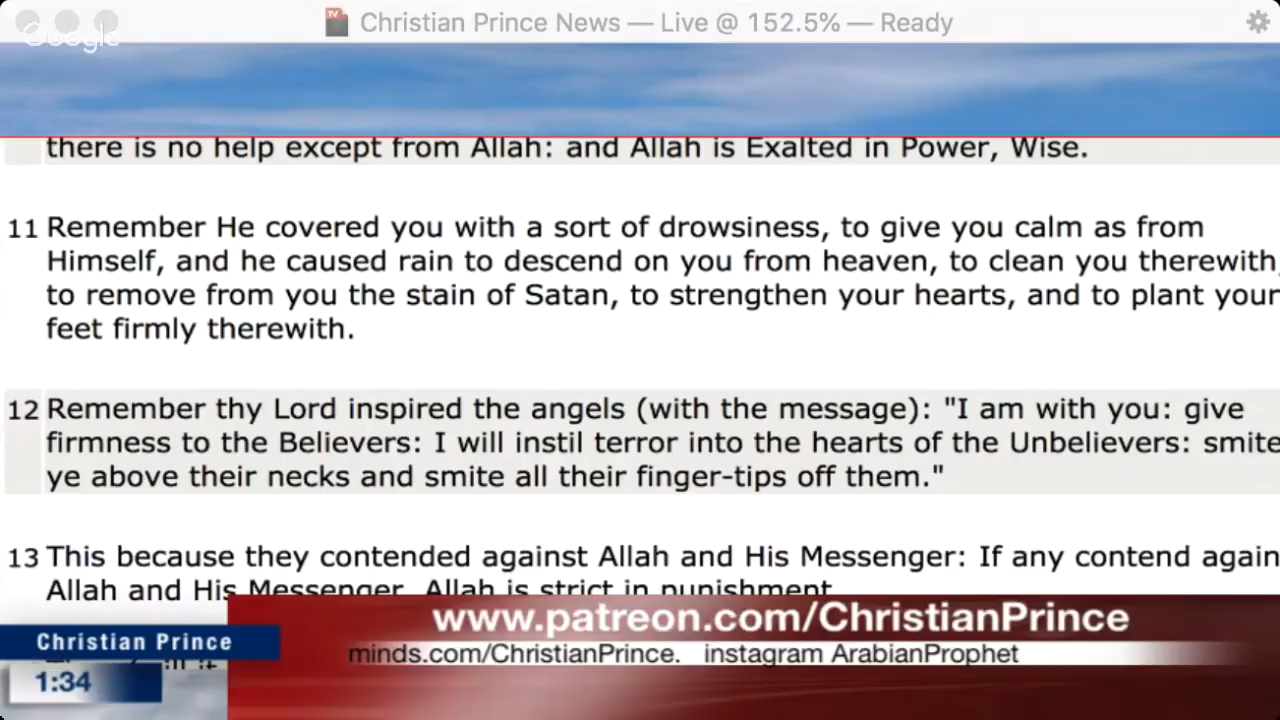 Christian Prince News — Live @ 152.5% — Ready
Google
there is no help except from Allah: and Allah is Exalted in Power, Wise.
11 Remember He covered you with a sort of drowsiness, to give you calm as from
Himself, and he caused rain to descend on you from heaven, to clean you therewith,
to remove from you the stain of Satan, to strengthen your hearts, and to plant your
feet firmly therewith.
12 Remember thy Lord inspired the angels (with the message): "I am with you: give
firmness to the Believers: I will instil terror into the hearts of the Unbelievers: smite
ye above their necks and smite all their finger-tips off them."
13 This because they contended against Allah and His Messenger: If any contend again
Allah and His Messenger, Allah is strict in punishment.
www.patreon.com/ChristianPrince
Christian Prince
minds.com/ChristianPrince. instagram ArabianProphet
1:34